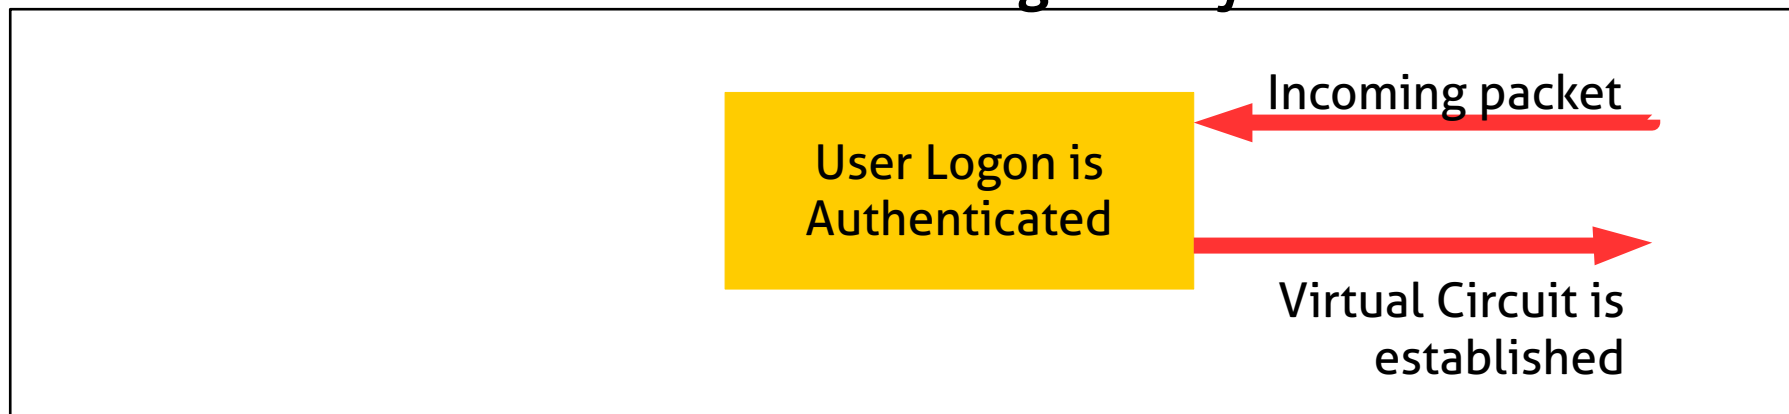 Incoming packet
User Logon is
Authenticated
Virtual Circuit is
established